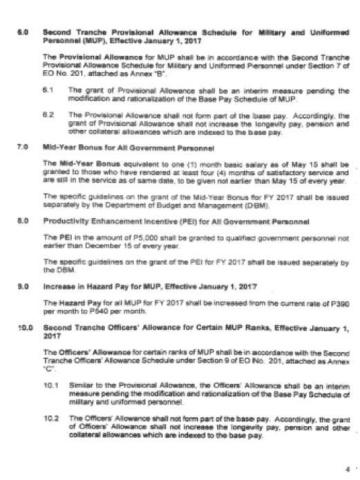 6.0 Second Tranche Provisional Allowance Schedule for Military and Uniformed
Personnel (MUP), Effective January 1, 2017
The Provisional Allowance for MUP shall be in accordance with the Second Tranche
Provisional Allowance Schedule for Military and Uniformed Personnel under Section 7 of
EO No. 201, attached as Annex "B".
6.1 The grant of Provisional Allowance shall be an interim measure pending the
modification and rationalization of the Base Pay Schedule of MUP.
6.2 The Provisional Allowance shall not form part of the base pay. Accordingly, the
grant of Provisional Allowance shall not increase the longevity pay, pension and
other collateral allowances which are indexed to the base pay.
7.0 Mid-Year Bonus for All Government Personnel
The Mid-Year Bonus equivalent to one (1) month basic salary as of May 15 shall be
granted to those who have rendered at least four (4) months of satisfactory service and
are still in the service as of same date, to be given not earlier than May 15 of every year.
The specific guidelines on the grant of the Mid-Year Bonus for FY 2017 shall be issued
separately by the Department of Budget and Management (DBM).
8.0 Productivity Enhancement Incentive (PEI) for All Government Personnel
The PEI in the amount of P5,000 shall be granted to qualified government personnel not
earlier than December 15 of every year.
The specific guidelines on the grant of the PEI for FY 2017 shall be issued separately by
the DBM.
9.0 Increase in Hazard Pay for MUP, Effective January 1, 2017
The Hazard Pay for all MUP for FY 2017 shall be increased from the current rate of P390
per month to P540 per month.
10.0 Second Tranche Officers' Allowance for Certain MUP Ranks, Effective January 1,
2017
The Officers' Allowance for certain ranks of MUP shall be in accordance with the Second
Tranche Officers' Allowance Schedule under Section 9 of EO No. 201, attached as Annex
"C".
10.1 Similar to the Provisional Allowance, the Officers' Allowance shall be an interim
measure pending the modification and rationalization of the Base Pay Schedule of
military and uniformed personnel.
10.2 The Officers' Allowance shall not form part of the base pay. Accordingly, the grant
of Officers' Allowance shall not increase the longevity pay, pension and other
collateral allowances which are indexed to the base pay.
4